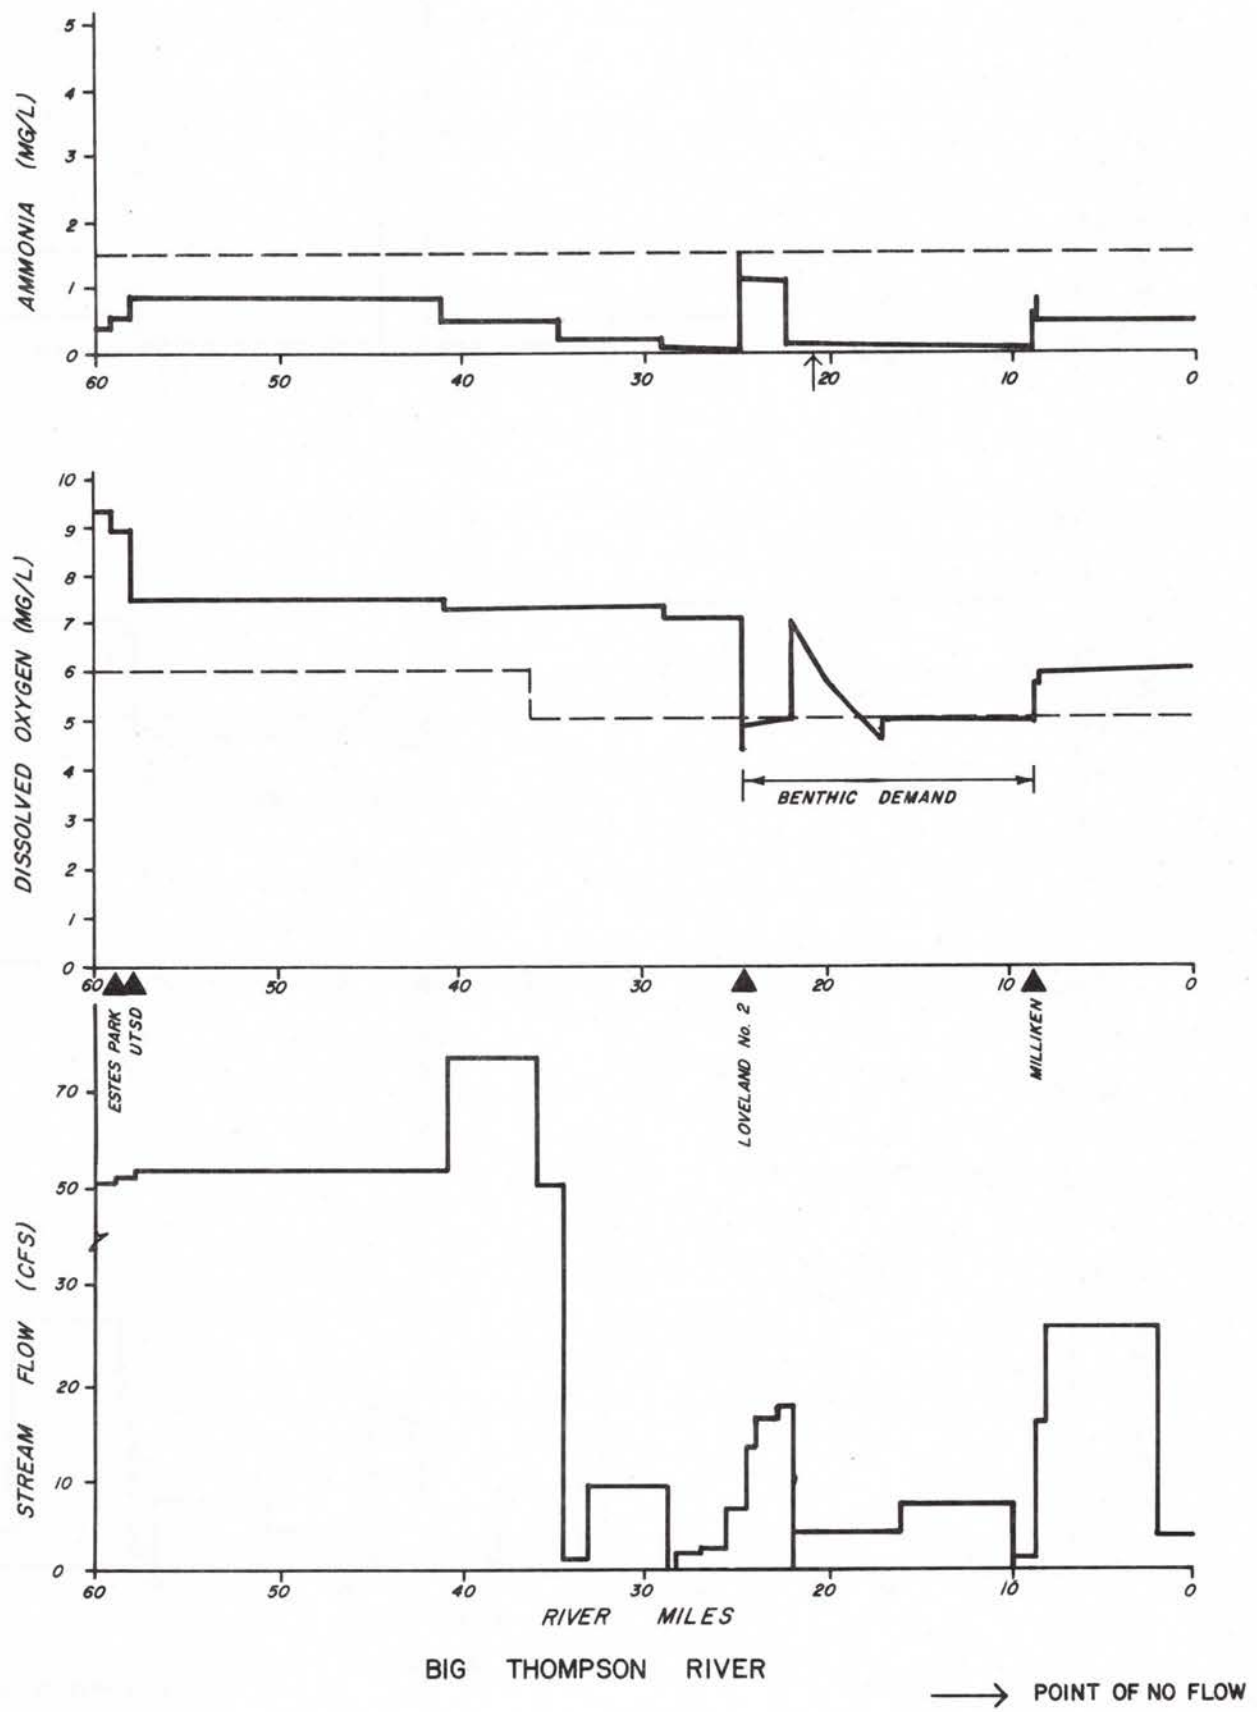 AMMONIA (MG/L)
5
4
3
2
1
0
60 50 40 30 20 10 0
DISSOLVED OXYGEN (MG/L)
10
9
8
7
6
5
4
3
2
1
0
BENTHIC DEMAND
60 50 40 30 20 10 0
ESTES PARK
UTSD
LOVELAND No. 2
MILLIKEN
STREAM FLOW (CFS)
70
50
30
20
10
0
60 50 40 30 20 10 0
RIVER MILES
BIG THOMPSON RIVER
POINT OF NO FLOW